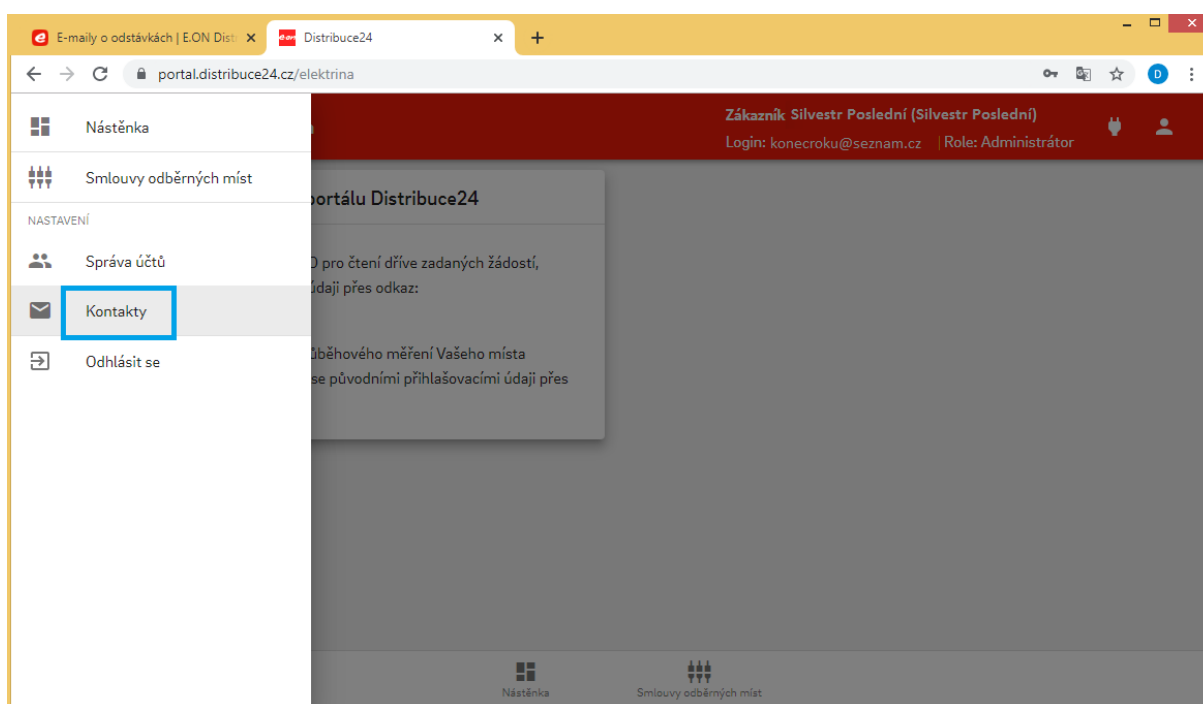 E-maily o odstávkách | E.ON Dist
e·on Distribuce24
portal.distribuce24.cz/elektrina
D
Nástěnka
Smlouvy odběrných míst
NASTAVENÍ
Správa účtů
Kontakty
Odhlásit se
Zákazník Silvestr Poslední (Silvestr Poslední)
Login: konecroku@seznam.cz | Role: Administrátor
portálu Distribuce24
pro čtení dříve zadaných žádostí,
údaji přes odkaz:
ůběhového měření Vašeho místa
se původními přihlašovacími údaji přes
Nástěnka
Smlouvy odběrných míst